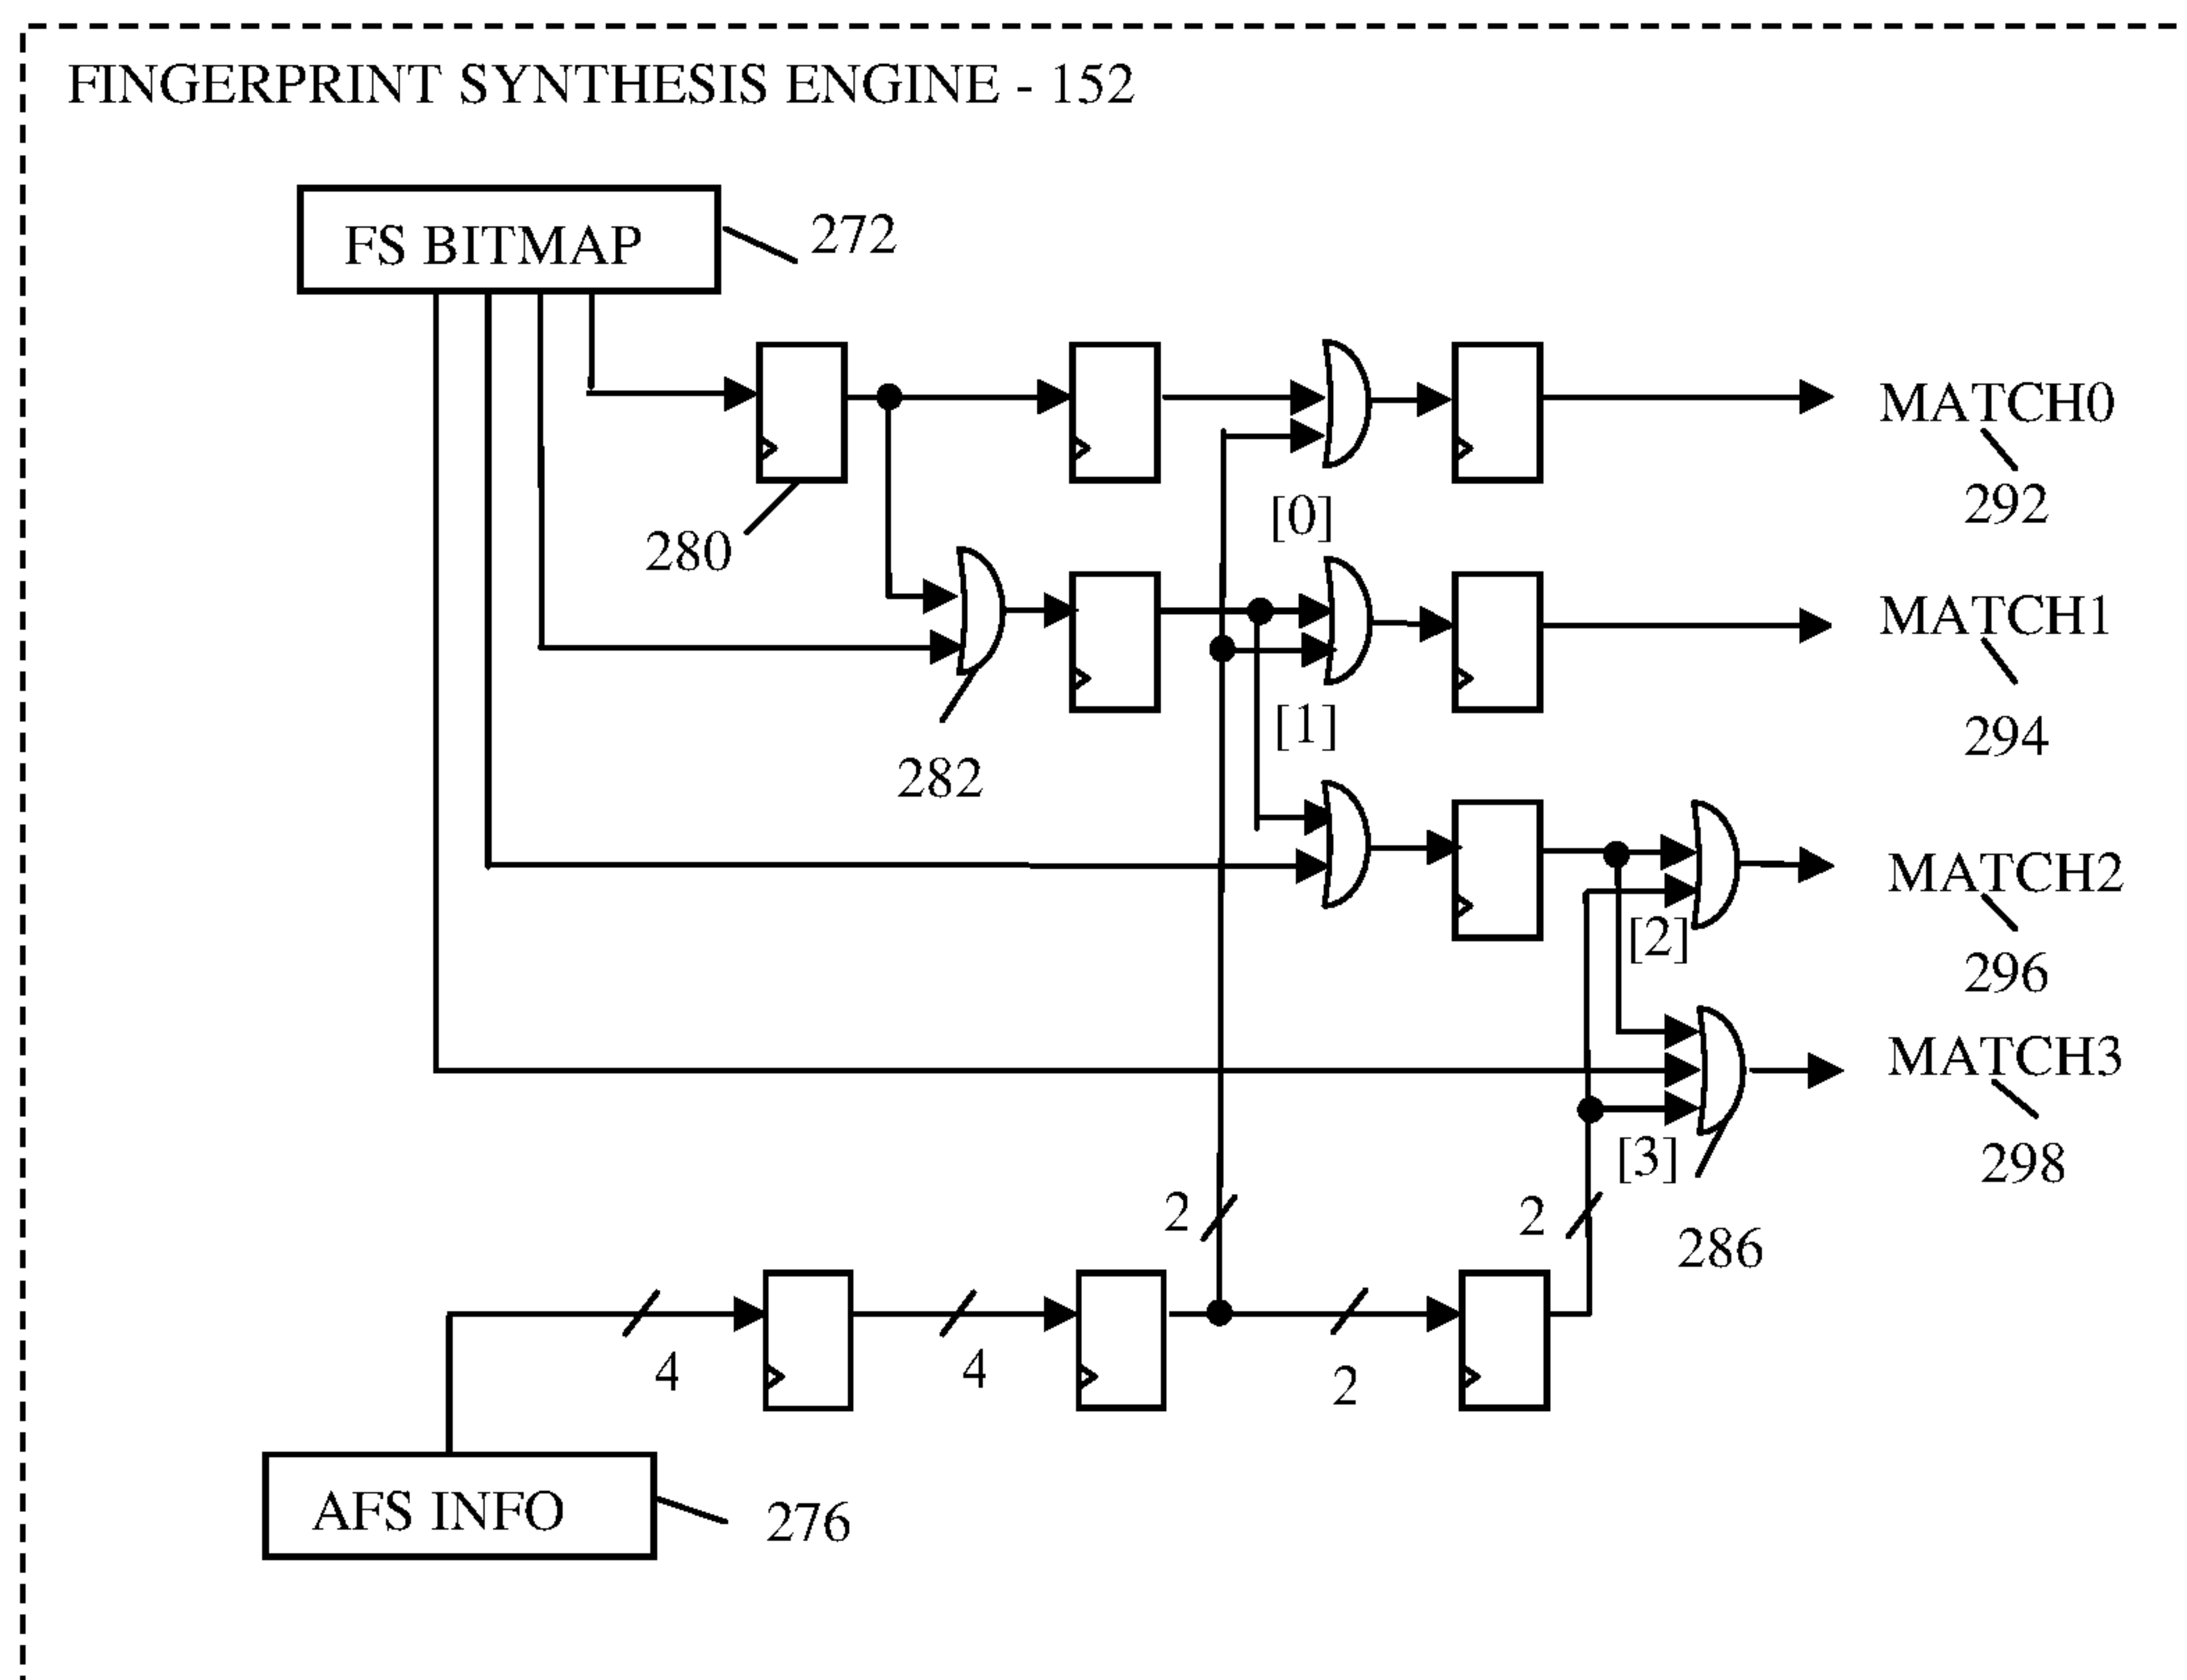 FINGERPRINT SYNTHESIS ENGINE - 152
FS BITMAP
272
MATCH0
292
[0]
280
MATCH1
294
[1]
282
MATCH2
[2]
296
MATCH3
[3]
298
2
2
286
4
4
2
AFS INFO
276